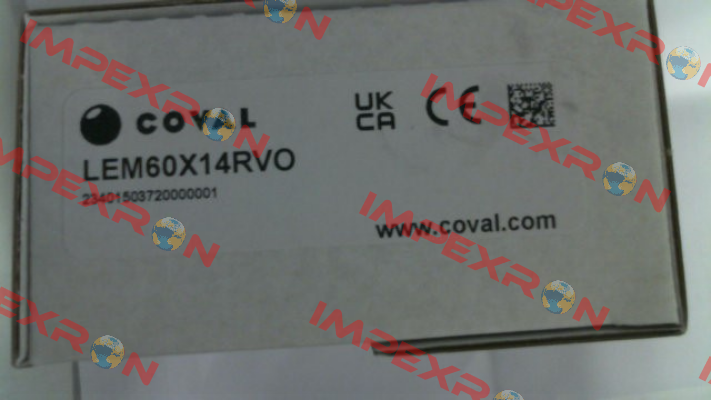 COVAL
UK
CA
CE
LEM60X14RVO
23401503720000001
www.coval.com
IMPEXRON
IMPEXRON
IMPEXRON
IMPEXRON
IMPEXRON
IMPEXRON